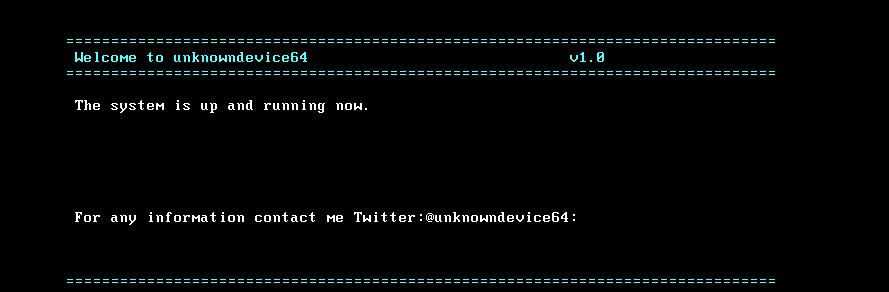 ===============================================================================
Welcome to unknowndevice64 v1.0
===============================================================================
The system is up and running now.
For any information contact me Twitter:@unknowndevice64:
===============================================================================